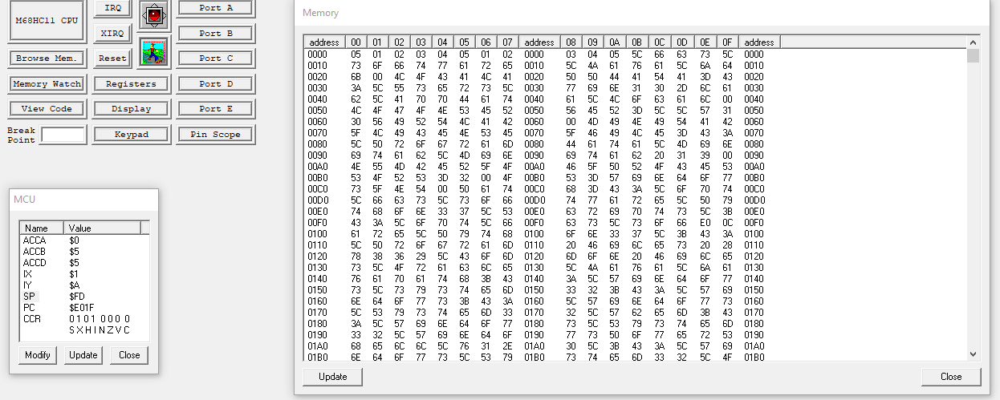 M68HC11 CPU
IRQ
XIRQ
Port A
Port B
Browse Mem.
Reset
Port C
Memory Watch
Registers
Port D
View Code
Display
Port E
Break
Point
Keypad
Pin Scope
MCU
Name Value
ACCA $0
ACCB $5
ACCD $5
IX $1
IY $A
SP $FD
PC $E01F
CCR 0 1 0 1 0 0 0 0
S X H I N Z V C
Modify Update Close
Memory
address 00 01 02 03 04 05 06 07 address 08 09 0A 0B 0C 0D 0E 0F address
0000 05 01 02 03 04 05 01 02 0000 03 04 05 5C 66 63 73 5C 0000
0010 73 6F 66 74 77 61 72 65 0010 5C 4A 61 76 61 5C 6A 64 0010
0020 6B 00 4C 4F 43 41 4C 41 0020 50 50 44 41 54 41 3D 43 0020
0030 3A 5C 55 73 65 72 73 5C 0030 77 69 6E 31 30 2D 6C 61 0030
0040 62 5C 41 70 70 44 61 74 0040 61 5C 4C 6F 63 61 6C 00 0040
0050 4C 4F 47 4F 4E 53 45 52 0050 56 45 52 3D 5C 5C 57 31 0050
0060 30 56 49 52 54 4C 41 42 0060 00 4D 49 4E 49 54 41 42 0060
0070 5F 4C 49 43 45 4E 53 45 0070 5F 46 49 4C 45 3D 43 3A 0070
0080 5C 50 72 6F 67 72 61 6D 0080 44 61 74 61 5C 4D 69 6E 0080
0090 69 74 61 62 5C 4D 69 6E 0090 69 74 61 62 20 31 39 00 0090
00A0 4E 55 4D 42 45 52 5F 4F 00A0 46 5F 50 52 4F 43 45 53 00A0
00B0 53 4F 52 53 3D 32 00 4F 00B0 53 3D 57 69 6E 64 6F 77 00B0
00C0 73 5F 4E 54 00 50 61 74 00C0 68 3D 43 3A 5C 6F 70 74 00C0
00D0 5C 66 63 73 5C 73 6F 66 00D0 74 77 61 72 65 5C 50 79 00D0
00E0 74 68 6F 6E 33 37 5C 53 00E0 63 72 69 70 74 73 5C 3B 00E0
00F0 43 3A 5C 6F 70 74 5C 66 00F0 63 73 5C 73 6F 66 E0 0C 00F0
0100 61 72 65 5C 50 79 74 68 0100 6F 6E 33 37 5C 3B 43 3A 0100
0110 5C 50 72 6F 67 72 61 6D 0110 20 46 69 6C 65 73 20 28 0110
0120 78 38 36 29 5C 43 6F 6D 0120 6D 6F 6E 20 46 69 6C 65 0120
0130 73 5C 4F 72 61 63 6C 65 0130 5C 4A 61 76 61 5C 6A 61 0130
0140 76 61 70 61 74 68 3B 43 0140 3A 5C 57 69 6E 64 6F 77 0140
0150 73 5C 73 79 73 74 65 6D 0150 33 32 3B 43 3A 5C 57 69 0150
0160 6E 64 6F 77 73 3B 43 3A 0160 5C 57 69 6E 64 6F 77 73 0160
0170 5C 53 79 73 74 65 6D 33 0170 32 5C 57 62 65 6D 3B 43 0170
0180 3A 5C 57 69 6E 64 6F 77 0180 73 5C 53 79 73 74 65 6D 0180
0190 33 32 5C 57 69 6E 64 6F 0190 77 73 50 6F 77 65 72 53 0190
01A0 68 65 6C 6C 5C 76 31 2E 01A0 30 5C 3B 43 3A 5C 57 69 01A0
01B0 6E 64 6F 77 73 5C 53 79 01B0 73 74 65 6D 33 32 5C 4F 01B0
Update Close